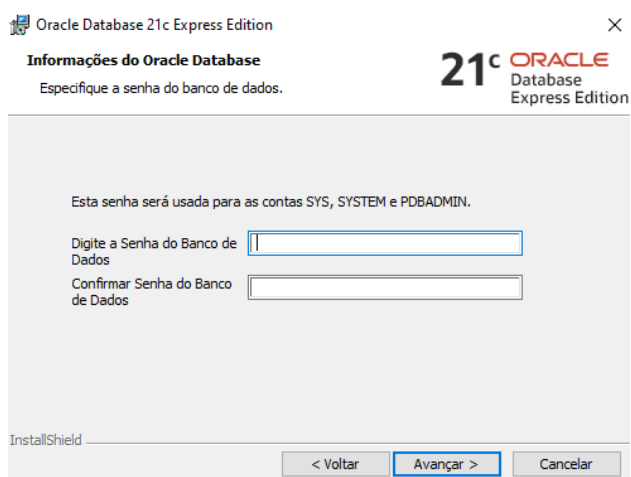 Oracle Database 21c Express Edition
Informações do Oracle Database
Especifique a senha do banco de dados.
21c ORACLE
Database
Express Edition
Esta senha será usada para as contas SYS, SYSTEM e PDBADMIN.
Digite a Senha do Banco de
Dados
Confirmar Senha do Banco
de Dados
InstallShield
< Voltar
Avançar >
Cancelar